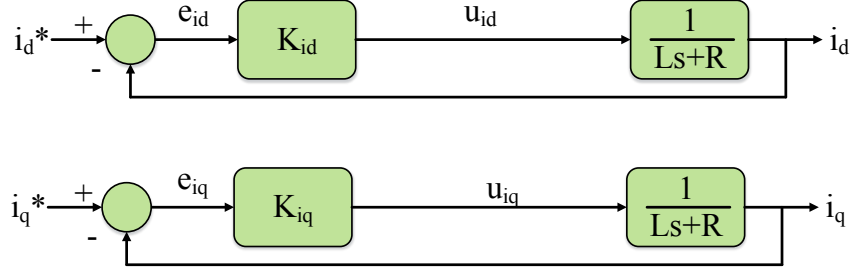 i_d* + - e_id K_id u_id 1/(Ls+R) i_d
i_q* + - e_iq K_iq u_iq 1/(Ls+R) i_q